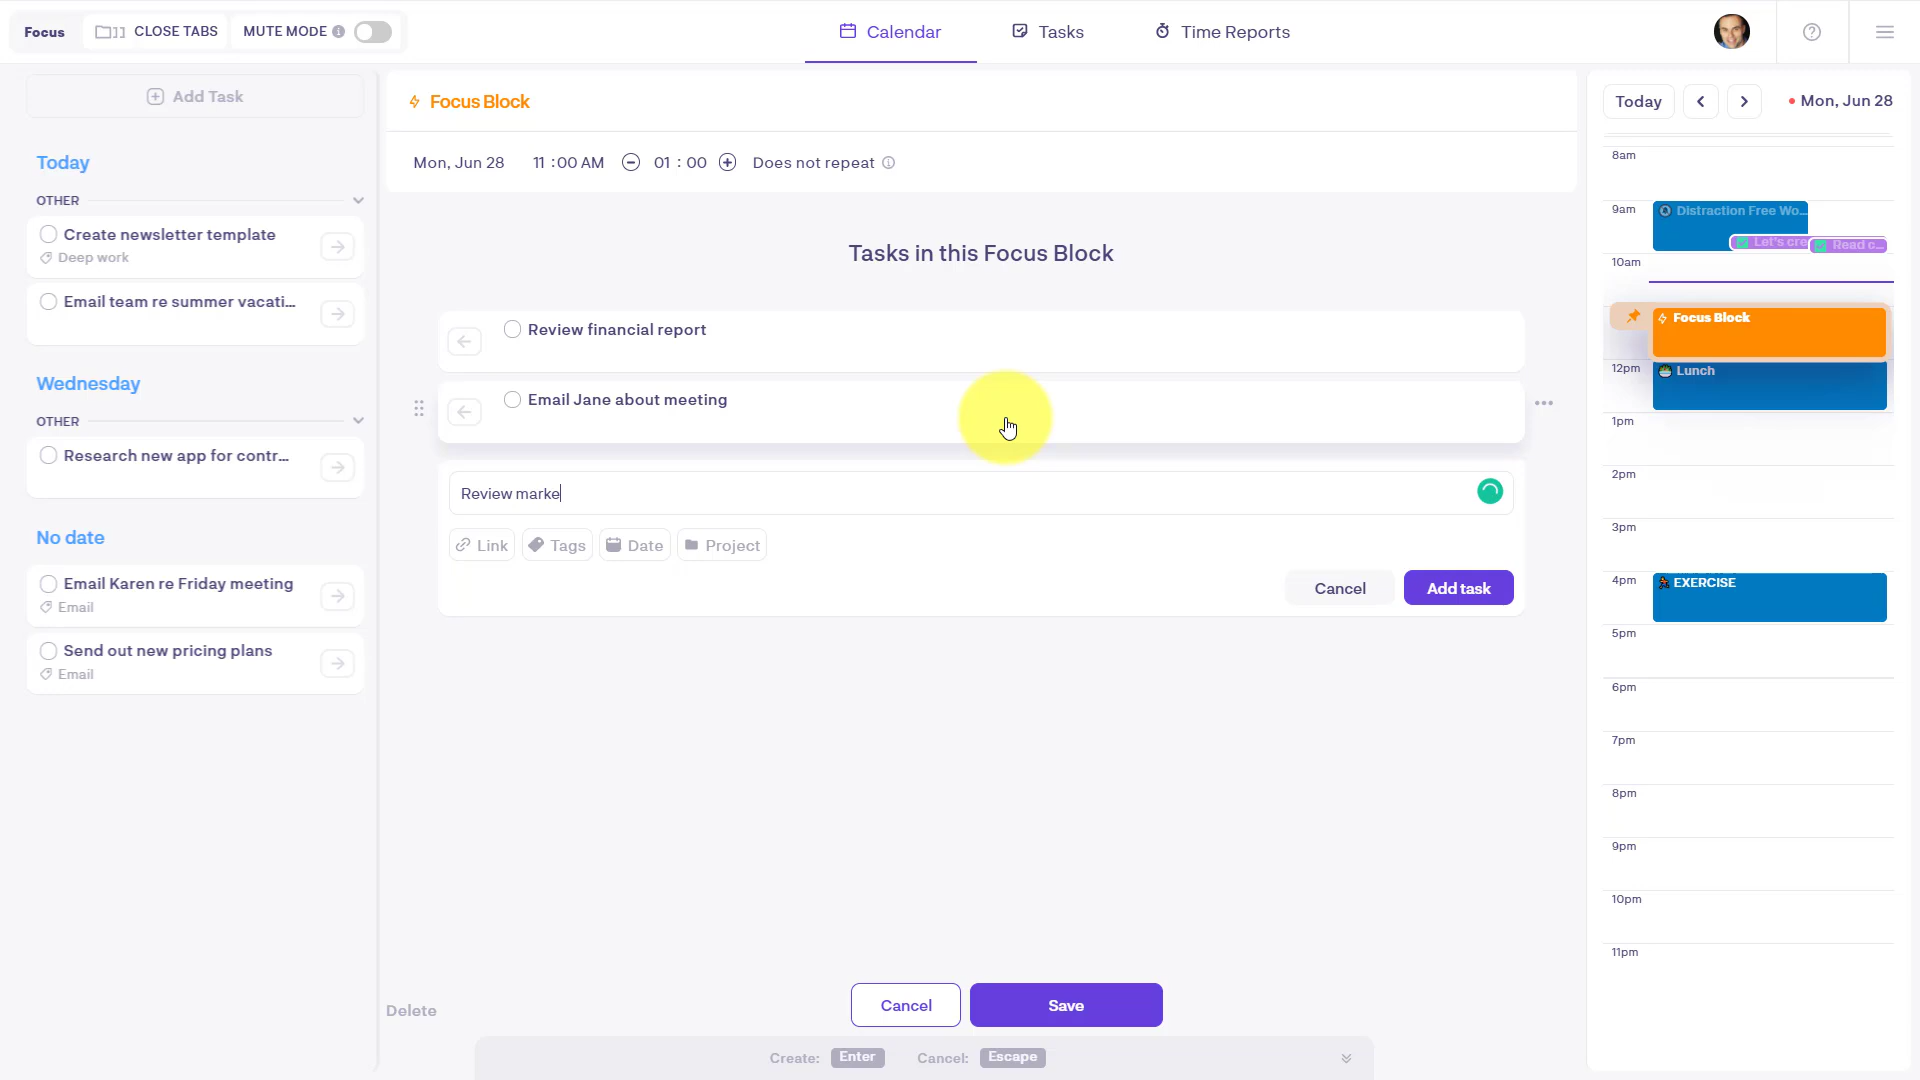 Focus
CLOSE TABS
MUTE MODE
Calendar
Tasks
Time Reports
Add Task
Today
OTHER
Create newsletter template
Deep work
Email team re summer vacati...
Wednesday
OTHER
Research new app for contr...
No date
Email Karen re Friday meeting
Email
Send out new pricing plans
Email
Focus Block
Mon, Jun 28 11 :00 AM 01 : 00 Does not repeat
Tasks in this Focus Block
Review financial report
Email Jane about meeting
Review marke
Link Tags Date Project
Cancel Add task
Delete
Cancel Save
Create: Enter Cancel: Escape
Today Mon, Jun 28
8am
9am
Distraction Free Wo...
Let's cre
Read c...
10am
Focus Block
12pm
Lunch
1pm
2pm
3pm
4pm
EXERCISE
5pm
6pm
7pm
8pm
9pm
10pm
11pm